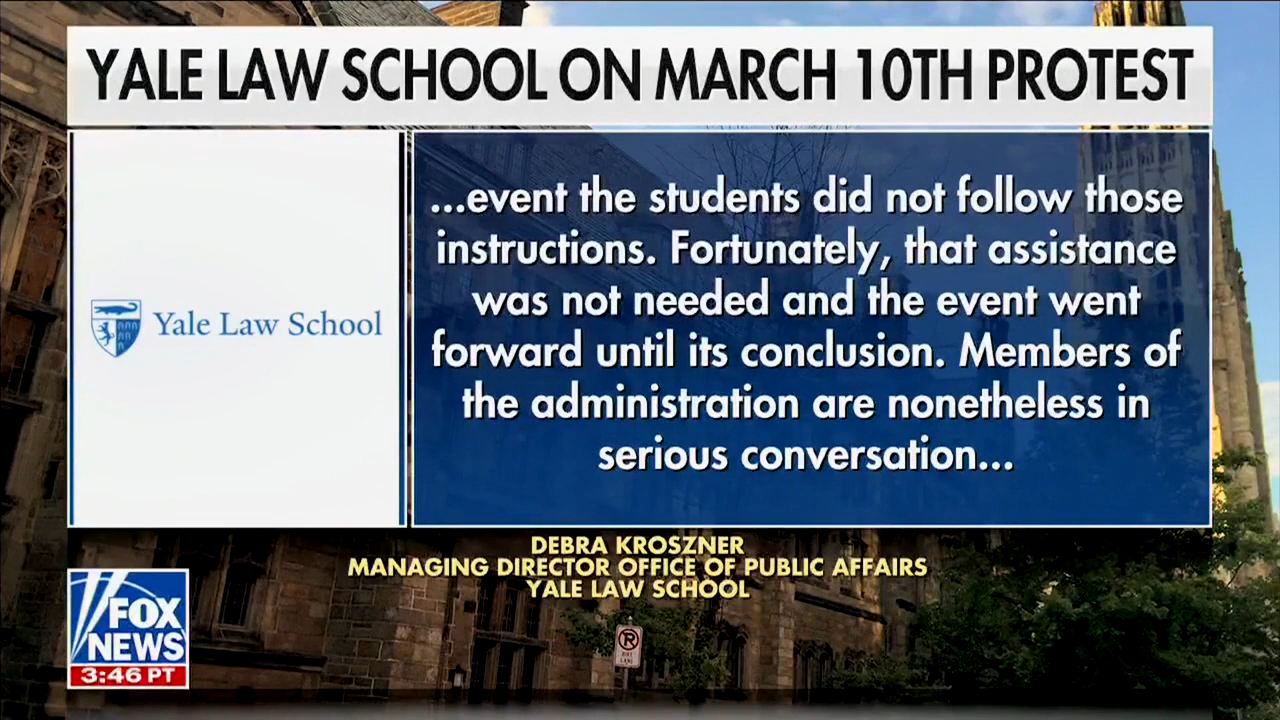 YALE LAW SCHOOL ON MARCH 10TH PROTEST
Yale Law School
...event the students did not follow those
instructions. Fortunately, that assistance
was not needed and the event went
forward until its conclusion. Members of
the administration are nonetheless in
serious conversation...
DEBRA KROSZNER
MANAGING DIRECTOR OFFICE OF PUBLIC AFFAIRS
YALE LAW SCHOOL
FOX
NEWS
3:46 PT